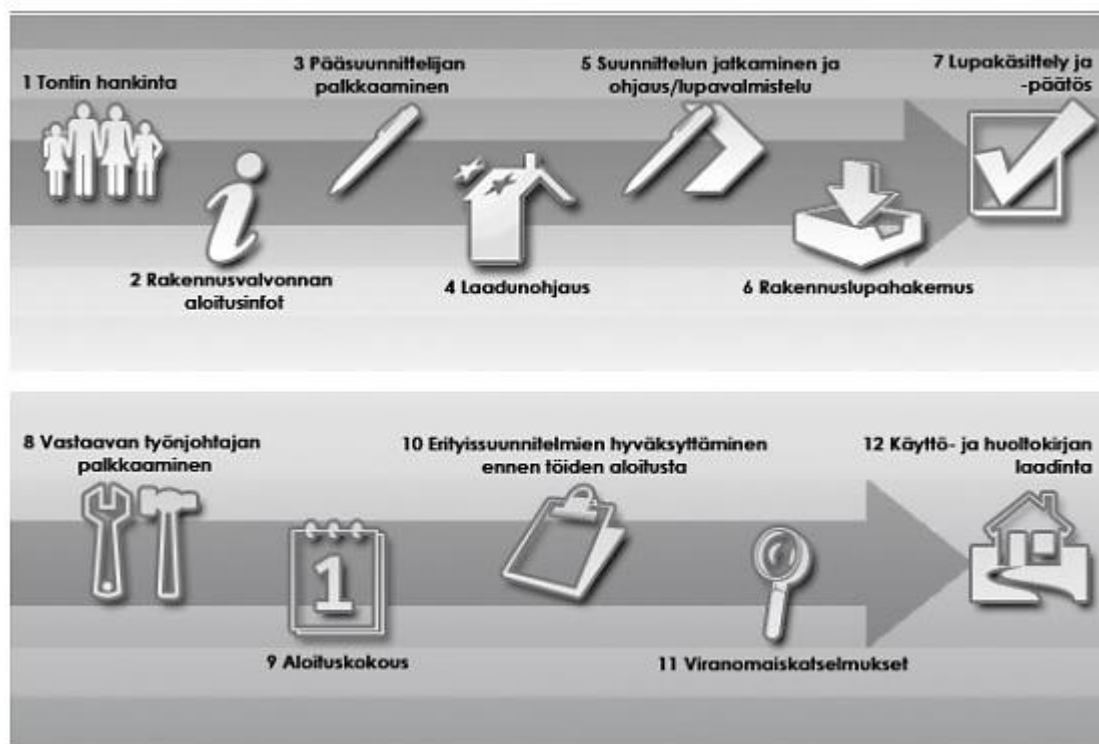 1 Tontin hankinta
2 Rakennusvalvonnan
aloitusinfot
3 Pääsuunnittelijan
palkkaaminen
4 Laadunohjaus
5 Suunnittelun jatkaminen ja
ohjaus/lupavalmistelu
6 Rakennuslupahakemus
7 Lupakäsittely ja
-päätös
8 Vastaavan työnjohtajan
palkkaaminen
1
9 Aloituskokous
10 Erityissuunnitelmien hyväksyttäminen
ennen töiden aloitusta
11 Viranomaiskatselmukset
12 Käyttö- ja huoltokirjan
laadinta